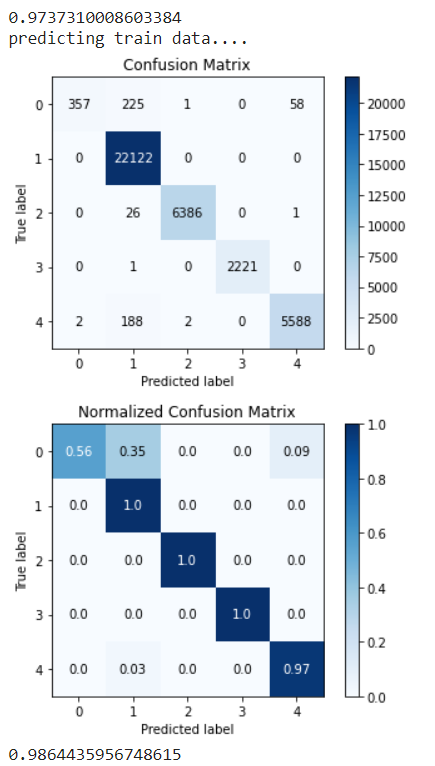 0.9737310008603384
predicting train data....
Confusion Matrix
0 357 225 1 0 58
1 0 22122 0 0 0
2 0 26 6386 0 1
3 0 1 0 2221 0
4 2 188 2 0 5588
0 1 2 3 4
True label
Predicted label
20000
17500
15000
12500
10000
7500
5000
2500
0
Normalized Confusion Matrix
0 0.56 0.35 0.0 0.0 0.09
1 0.0 1.0 0.0 0.0 0.0
2 0.0 0.0 1.0 0.0 0.0
3 0.0 0.0 0.0 1.0 0.0
4 0.0 0.03 0.0 0.0 0.97
0 1 2 3 4
True label
Predicted label
1.0
0.8
0.6
0.4
0.2
0.0
0.9864435956748615